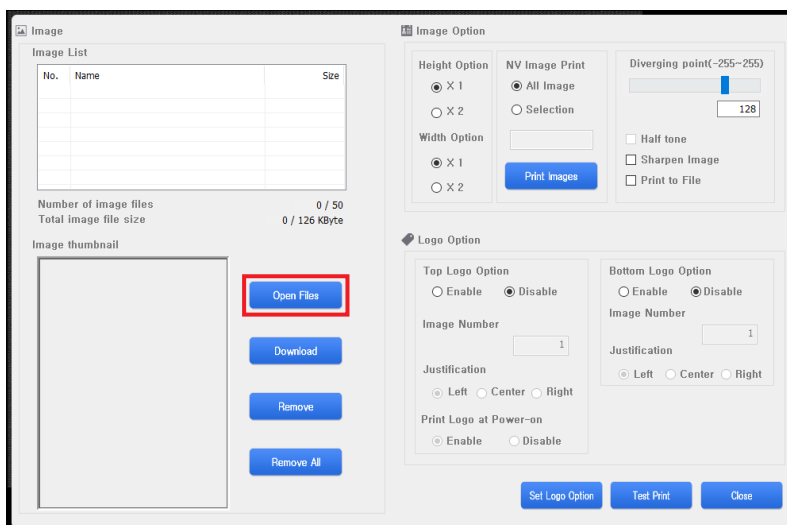 Image
Image List
No. Name Size
Number of image files 0 / 50
Total image file size 0 / 126 KByte
Image thumbnail
Open Files
Download
Remove
Remove All
Image Option
Height Option
X 1
X 2
Width Option
X 1
X 2
NV Image Print
All Image
Selection
Print Images
Diverging point(-255~255)
128
Half tone
Sharpen Image
Print to File
Logo Option
Top Logo Option
Enable Disable
Image Number
1
Justification
Left Center Right
Print Logo at Power-on
Enable Disable
Bottom Logo Option
Enable Disable
Image Number
1
Justification
Left Center Right
Set Logo Option Test Print Close